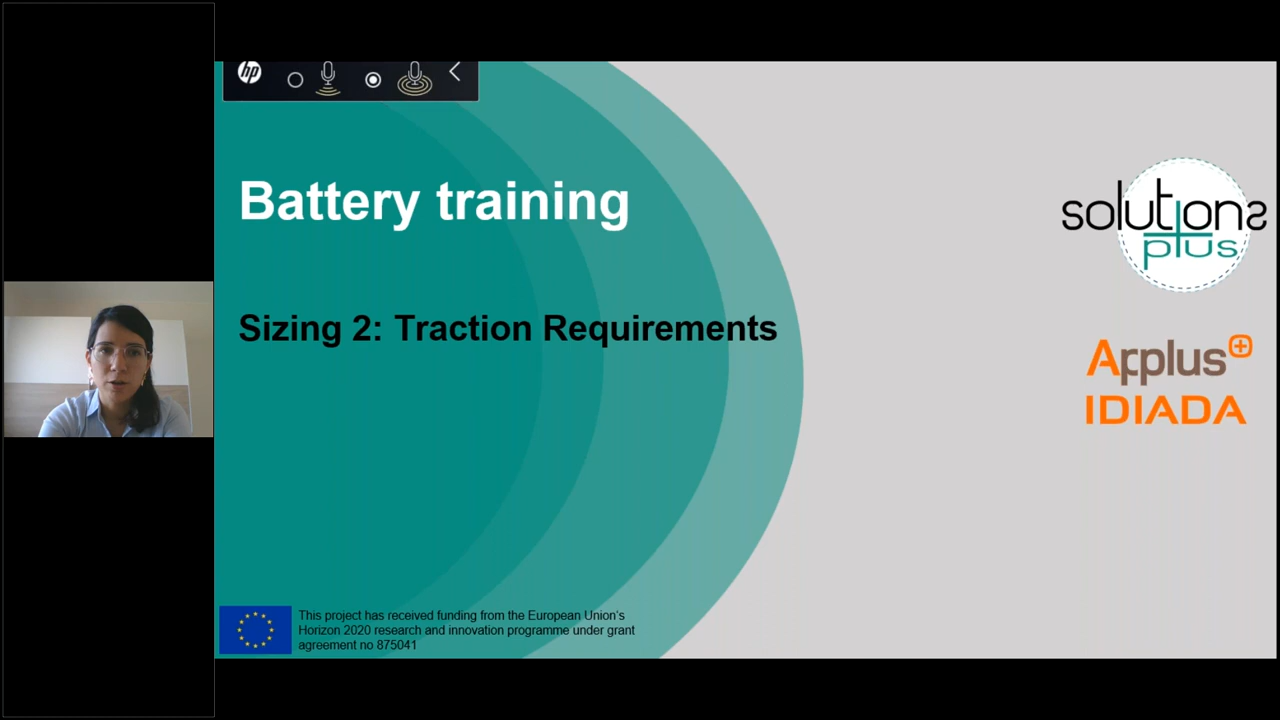 hp
Battery training
Sizing 2: Traction Requirements
solutions
plus
Applus+
IDIADA
This project has received funding from the European Union's
Horizon 2020 research and innovation programme under grant
agreement no 875041